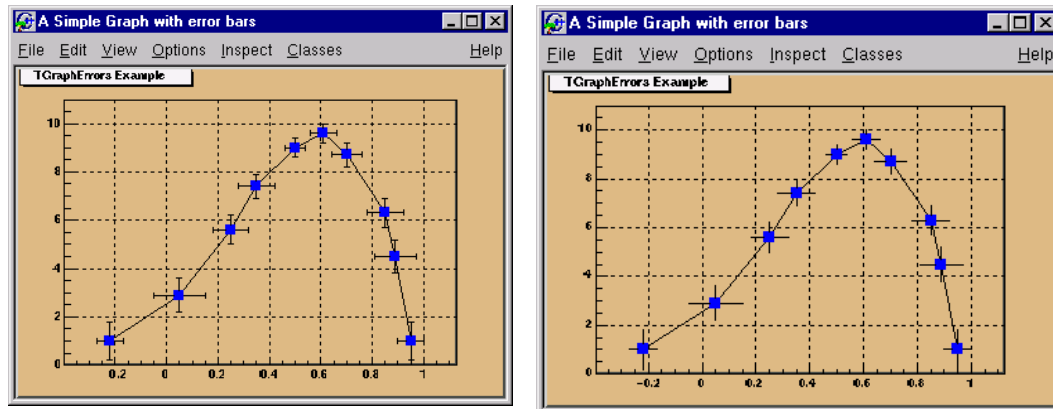 A Simple Graph with error bars
File Edit View Options Inspect Classes Help
TGraphErrors Example
10
8
6
4
2
0
0.2 0 0.2 0.4 0.6 0.8 1
A Simple Graph with error bars
File Edit View Options Inspect Classes Help
TGraphErrors Example
10
8
6
4
2
0
-0.2 0 0.2 0.4 0.6 0.8 1